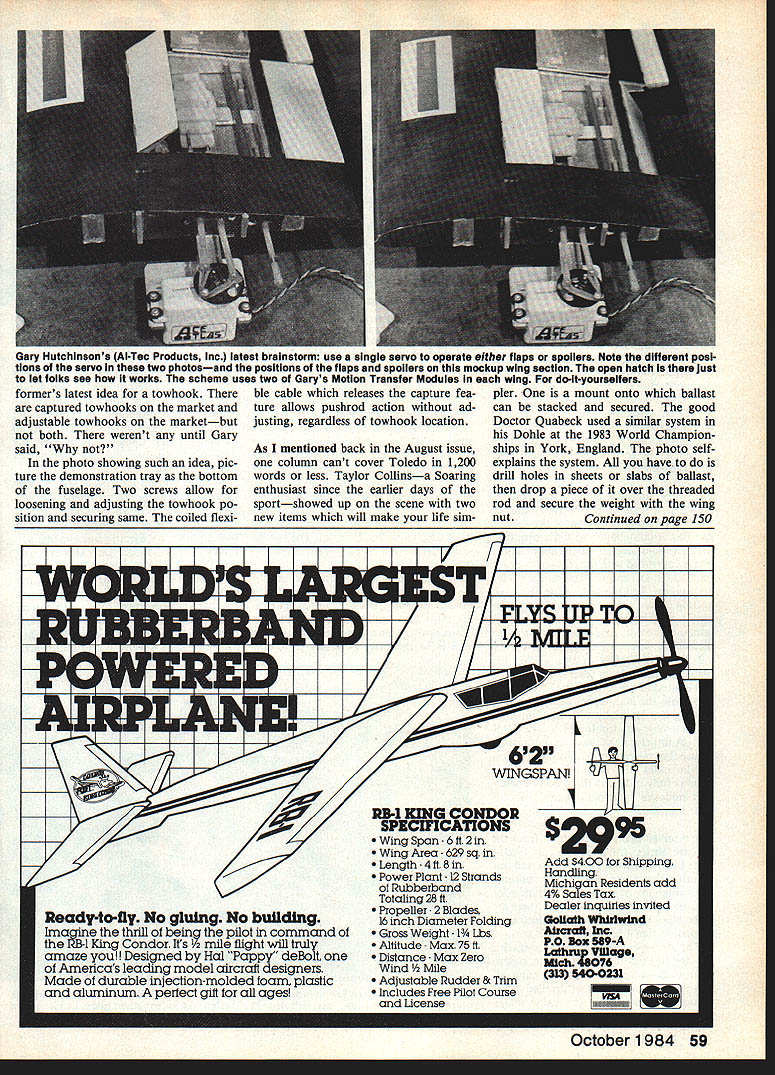 ACE
ATLAS
ACE
ATLAS
Gary Hutchinson's (Al-Tec Products, Inc.) latest brainstorm: use a single servo to operate either flaps or spoilers. Note the different posi-
tions of the servo in these two photos—and the positions of the flaps and spoilers on this mockup wing section. The open hatch is there just
to let folks see how it works. The scheme uses two of Gary's Motion Transfer Modules in each wing. For do-it-yourselfers.
former's latest idea for a towhook. There
are captured towhooks on the market and
adjustable towhooks on the market—but
not both. There weren't any until Gary
said, "Why not?"
In the photo showing such an idea, pic-
ture the demonstration tray as the bottom
of the fuselage. Two screws allow for
loosening and adjusting the towhook po-
sition and securing same. The coiled flexi-
ble cable which releases the capture fea-
ture allows pushrod action without ad-
justing, regardless of towhook location.
As I mentioned back in the August issue,
one column can't cover Toledo in 1,200
words or less. Taylor Collins—a Soaring
enthusiast since the earlier days of the
sport—showed up on the scene with two
new items which will make your life sim-
pler. One is a mount onto which ballast
can be stacked and secured. The good
Doctor Quabeck used a similar system in
his Dohle at the 1983 World Champion-
ships in York, England. The photo self-
explains the system. All you have to do is
drill holes in sheets or slabs of ballast,
then drop a piece of it over the threaded
rod and secure the weight with the wing
nut.
Continued on page 150
WORLD'S LARGEST
RUBBERBAND
POWERED
AIRPLANE!
FLYS UP TO
½ MILE
6'2"
WINGSPAN!
RB-1
RB-1 KING CONDOR
SPECIFICATIONS
• Wing Span · 6 ft. 2 in.
• Wing Area · 629 sq. in.
• Length · 4 ft. 8 in.
• Power Plant · 12 Strands
of Rubberband
Totaling 28 ft.
• Propeller · 2 Blades,
16 inch Diameter Folding
• Gross Weight · 1¾ Lbs.
• Altitude · Max. 75 ft.
• Distance · Max Zero
Wind ½ Mile
• Adjustable Rudder & Trim
• Includes Free Pilot Course
and License
$29.95
Add $4.00 for Shipping,
Handling.
Michigan Residents add
4% Sales Tax.
Dealer inquiries invited
Goliath Whirlwind
Aircraft, Inc.
P.O. Box 589-A
Lathrup Village,
Mich. 48076
(313) 540-0231
VISA
MasterCard
Ready-to-fly. No gluing. No building.
Imagine the thrill of being the pilot in command of
the RB-1 King Condor. It's ½ mile flight will truly
amaze you!! Designed by Hal "Pappy" deBolt, one
of America's leading model aircraft designers.
Made of durable injection-molded foam, plastic
and aluminum. A perfect gift for all ages!
October 1984 59